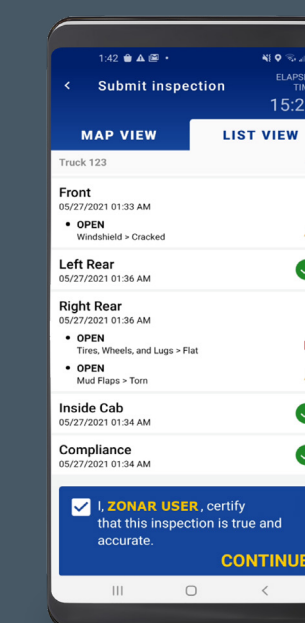 1:42
Submit inspection
15:2
MAP VIEW
LIST VIEW
Truck 123
Front
05/27/2021 01:33 AM
• OPEN
Windshield > Cracked
Left Rear
05/27/2021 01:36 AM
Right Rear
05/27/2021 01:36 AM
• OPEN
Tires, Wheels, and Lugs > Flat
• OPEN
Mud Flaps > Torn
Inside Cab
05/27/2021 01:34 AM
Compliance
05/27/2021 01:34 AM
I, ZONAR USER, certify
that this inspection is true and
accurate.
CONTINUE